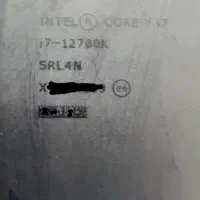 INTEL® CORE™ i7
i7-12700K
SRL4N
X